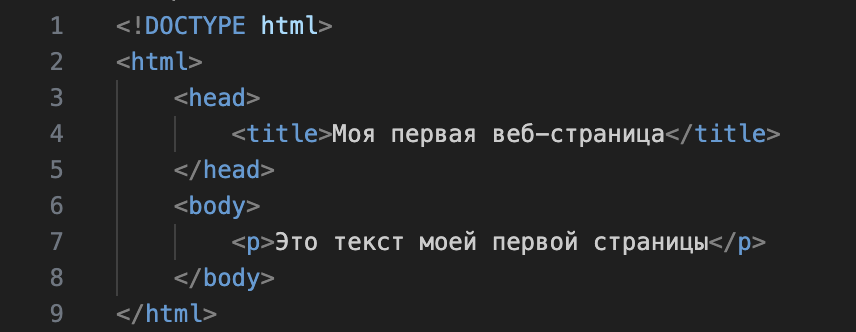 1 <!DOCTYPE html>
2 <html>
3 <head>
4 <title>Моя первая веб-страница</title>
5 </head>
6 <body>
7 <p>Это текст моей первой страницы</p>
8 </body>
9 </html>